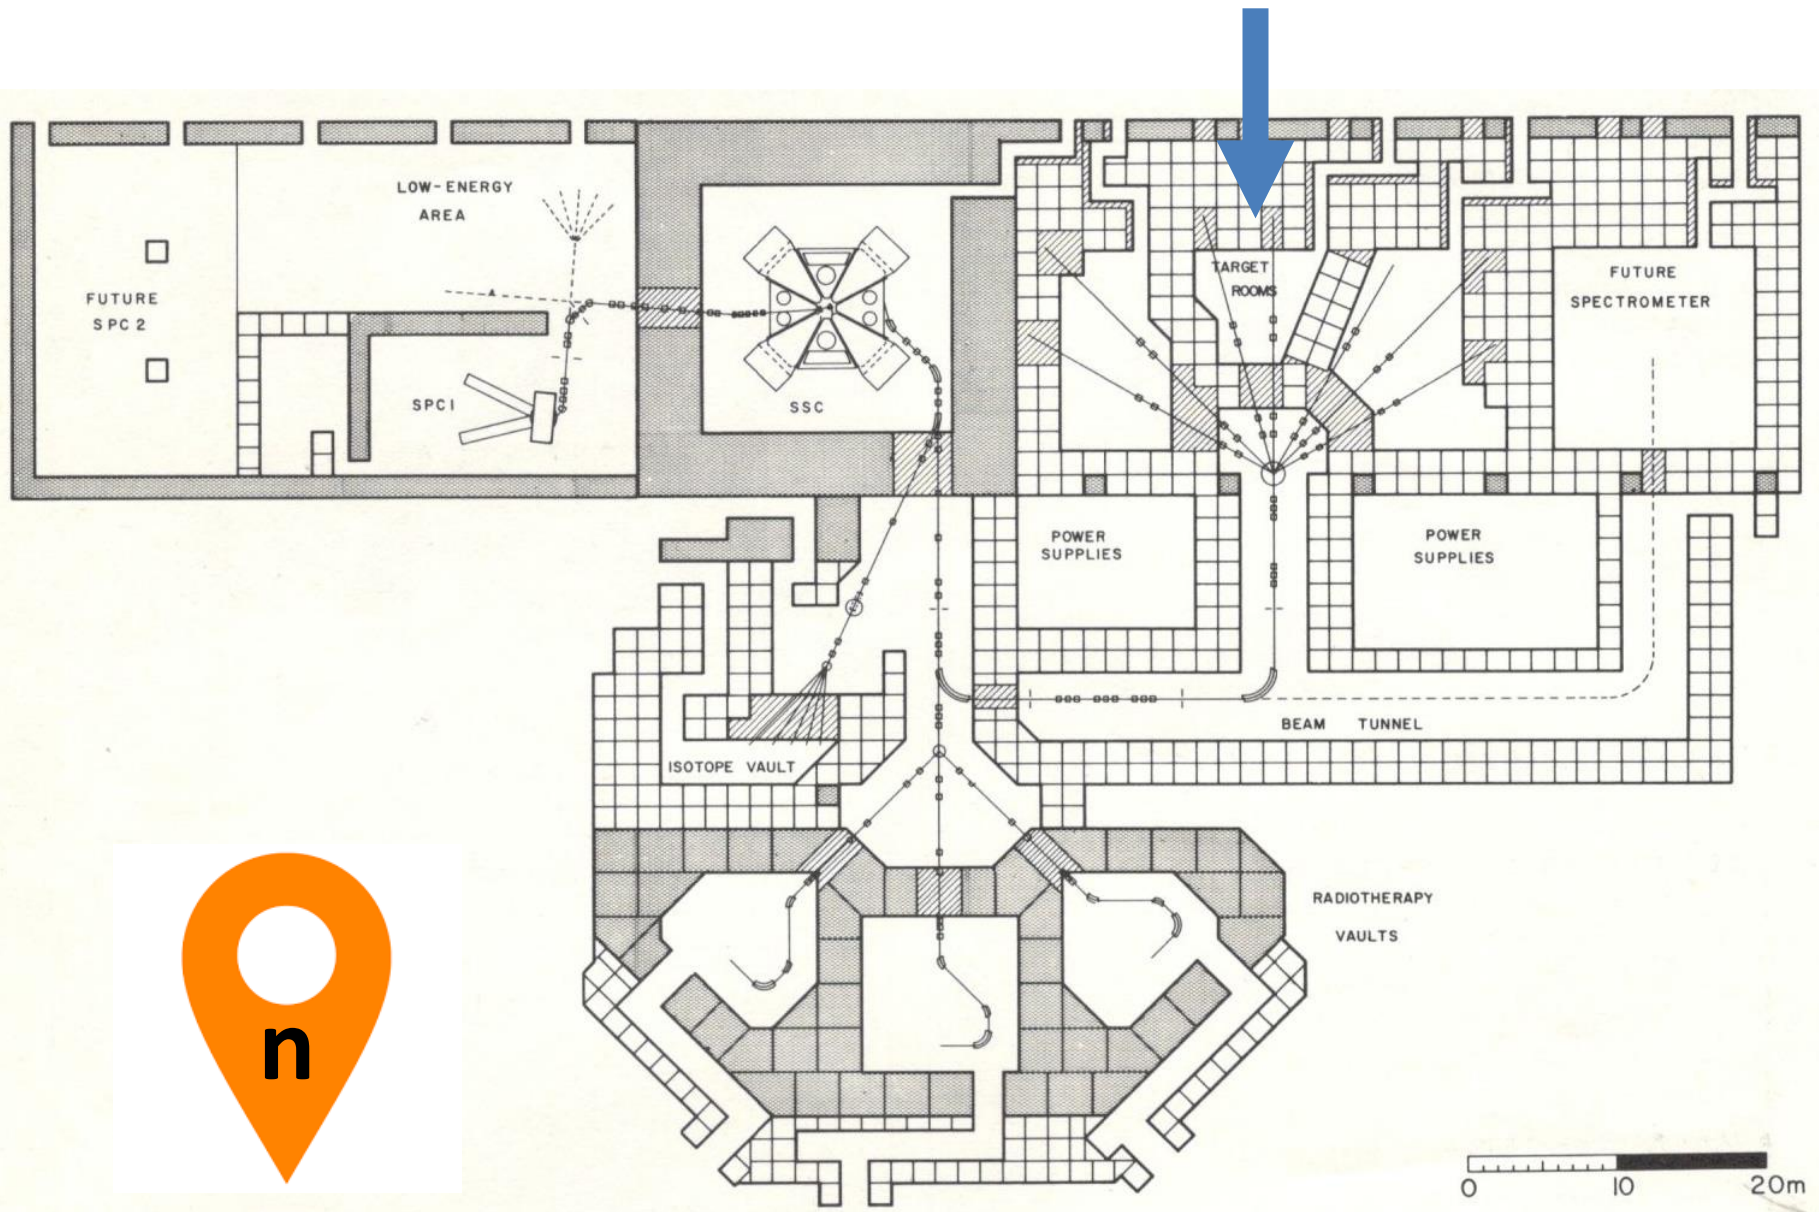 LOW-ENERGY
AREA
FUTURE
SPC 2
SPC I
SSC
TARGET
ROOMS
FUTURE
SPECTROMETER
POWER
SUPPLIES
POWER
SUPPLIES
BEAM TUNNEL
ISOTOPE VAULT
RADIOTHERAPY
VAULTS
n
0 10 20m